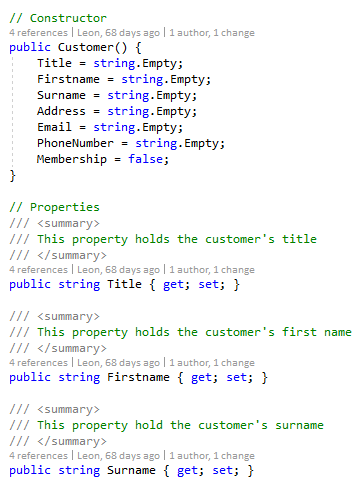 // Constructor
4 references | Leon, 68 days ago | 1 author, 1 change
public Customer() {
Title = string.Empty;
Firstname = string.Empty;
Surname = string.Empty;
Address = string.Empty;
Email = string.Empty;
PhoneNumber = string.Empty;
Membership = false;
}
// Properties
/// <summary>
/// This property holds the customer's title
/// </summary>
4 references | Leon, 68 days ago | 1 author, 1 change
public string Title { get; set; }
/// <summary>
/// This property holds the customer's first name
/// </summary>
4 references | Leon, 68 days ago | 1 author, 1 change
public string Firstname { get; set; }
/// <summary>
/// This property hold the customer's surname
/// </summary>
4 references | Leon, 68 days ago | 1 author, 1 change
public string Surname { get; set; }